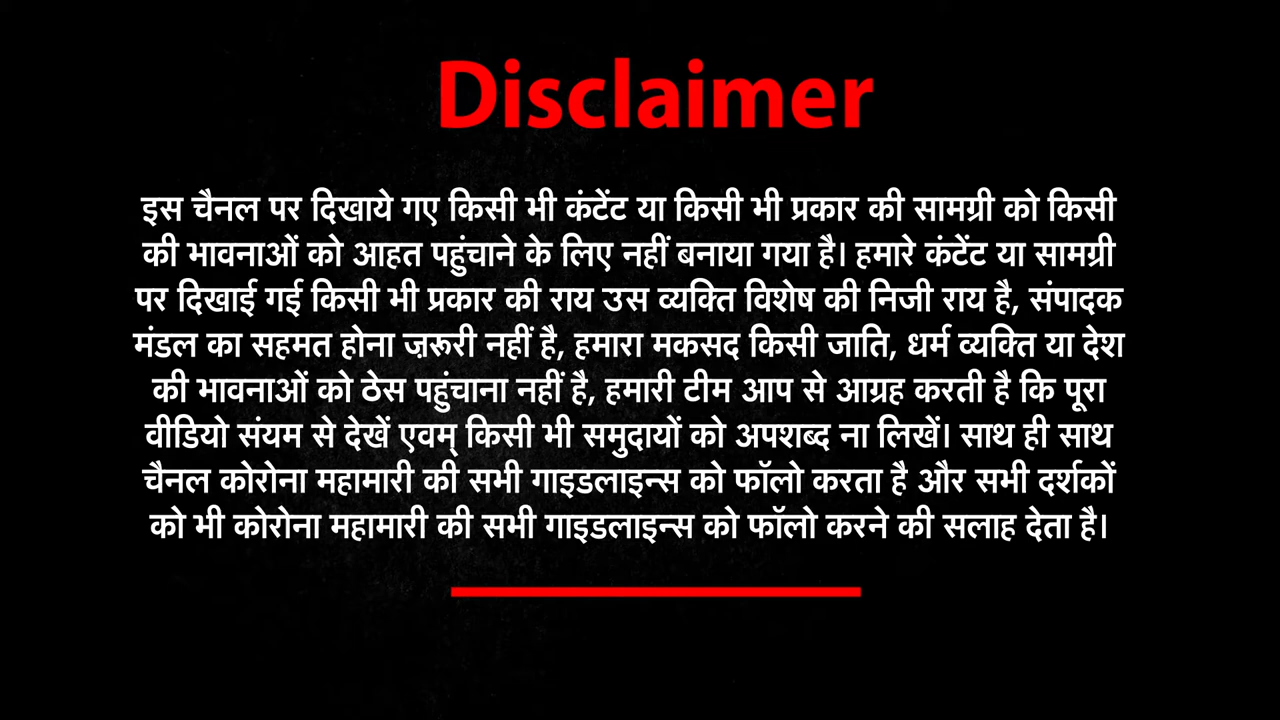 Disclaimer
इस चैनल पर दिखाये गए किसी भी कंटेंट या किसी भी प्रकार की सामग्री को किसी
की भावनाओं को आहत पहुंचाने के लिए नहीं बनाया गया है। हमारे कंटेंट या सामग्री
पर दिखाई गई किसी भी प्रकार की राय उस व्यक्ति विशेष की निजी राय है, संपादक
मंडल का सहमत होना ज़रूरी नहीं है, हमारा मकसद किसी जाति, धर्म व्यक्ति या देश
की भावनाओं को ठेस पहुंचाना नहीं है, हमारी टीम आप से आग्रह करती है कि पूरा
वीडियो संयम से देखें एवम् किसी भी समुदायों को अपशब्द ना लिखें। साथ ही साथ
चैनल कोरोना महामारी की सभी गाइडलाइन्स को फॉलो करता है और सभी दर्शकों
को भी कोरोना महामारी की सभी गाइडलाइन्स को फॉलो करने की सलाह देता है।